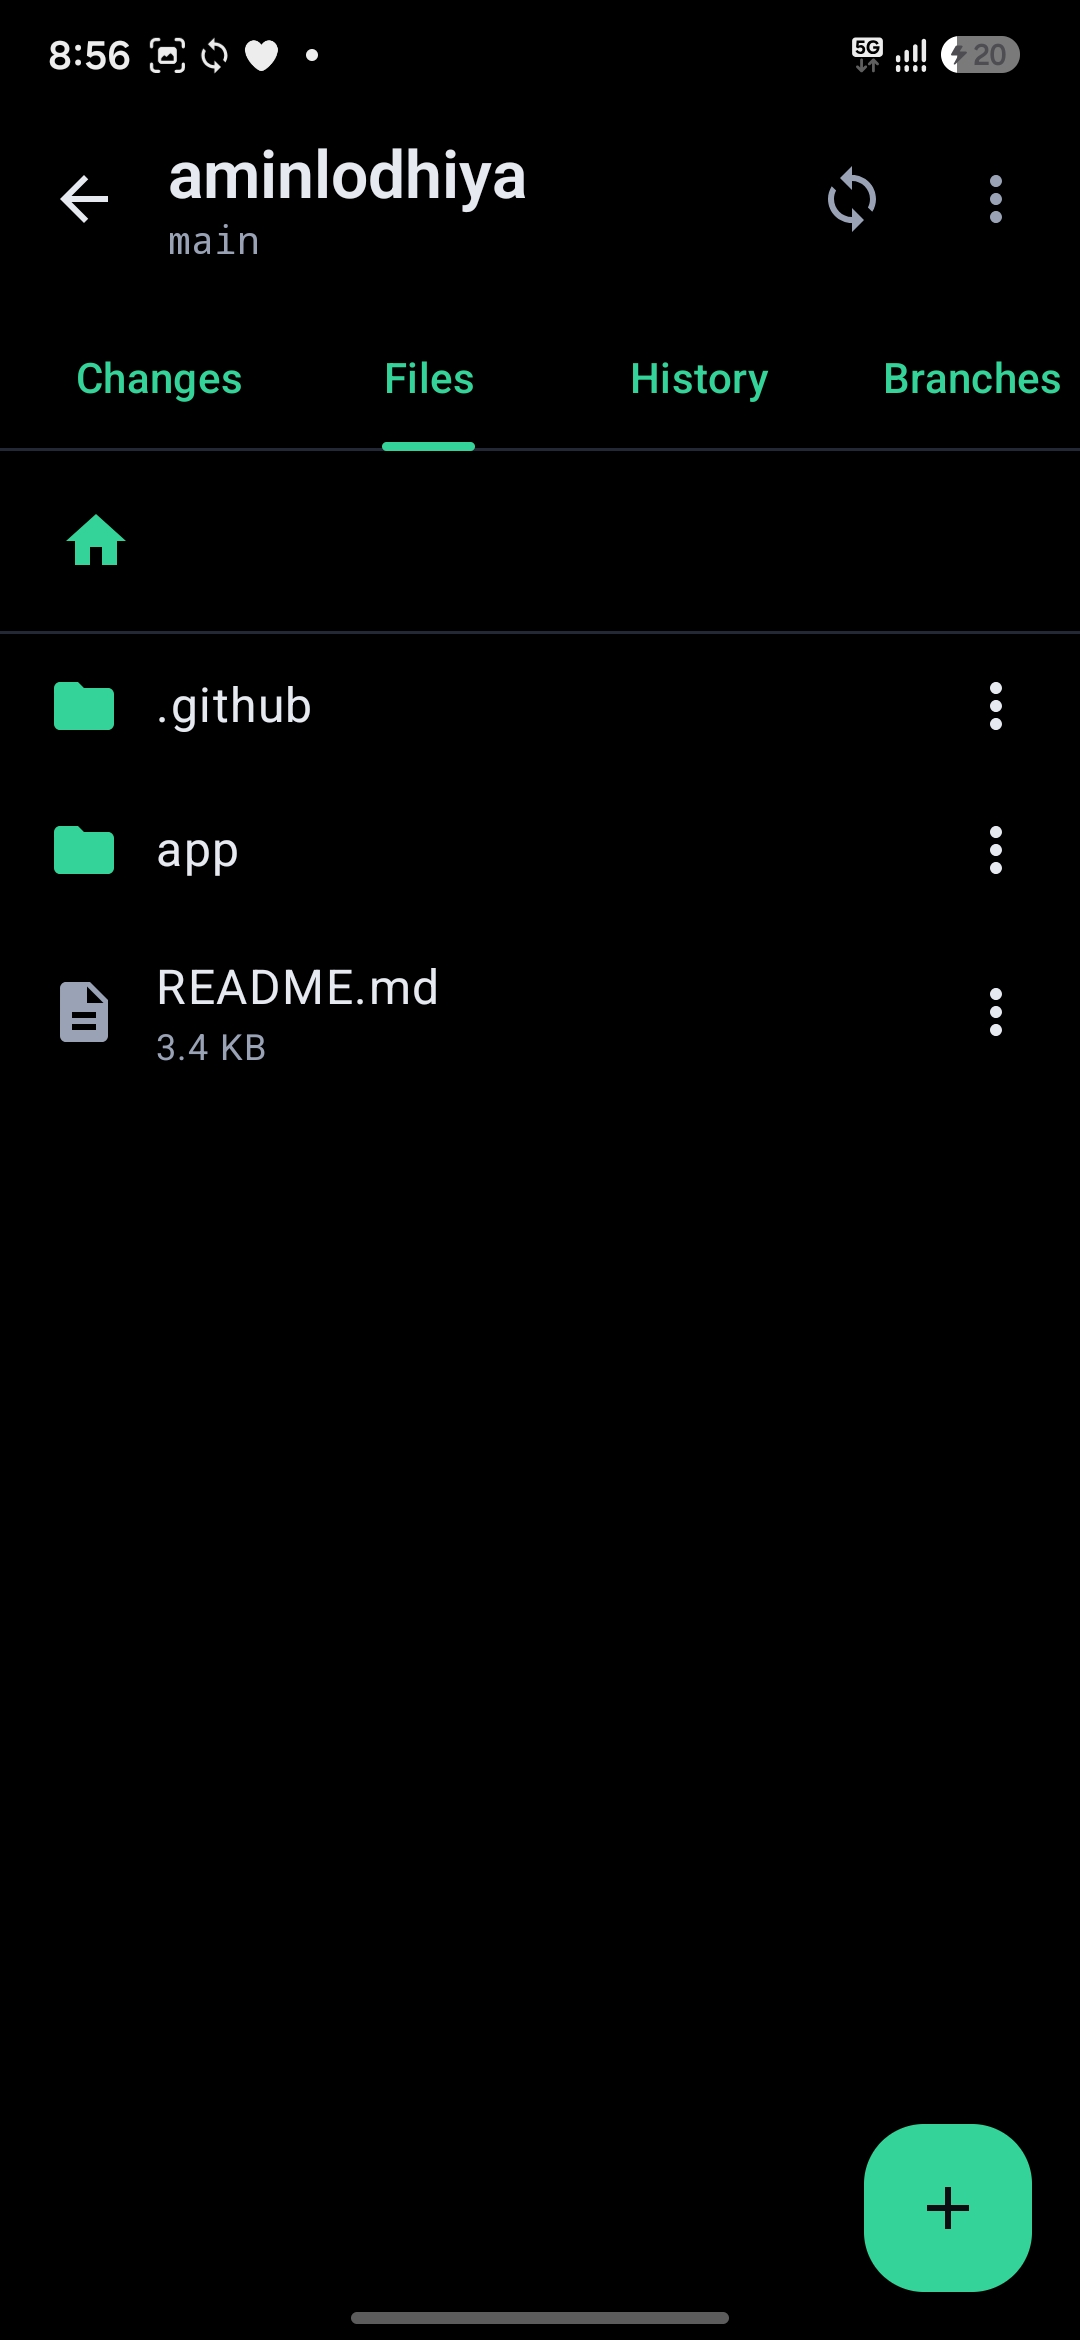 8:56
5G
20
aminlodhiya
main
Changes Files History Branches
.github
app
README.md
3.4 KB